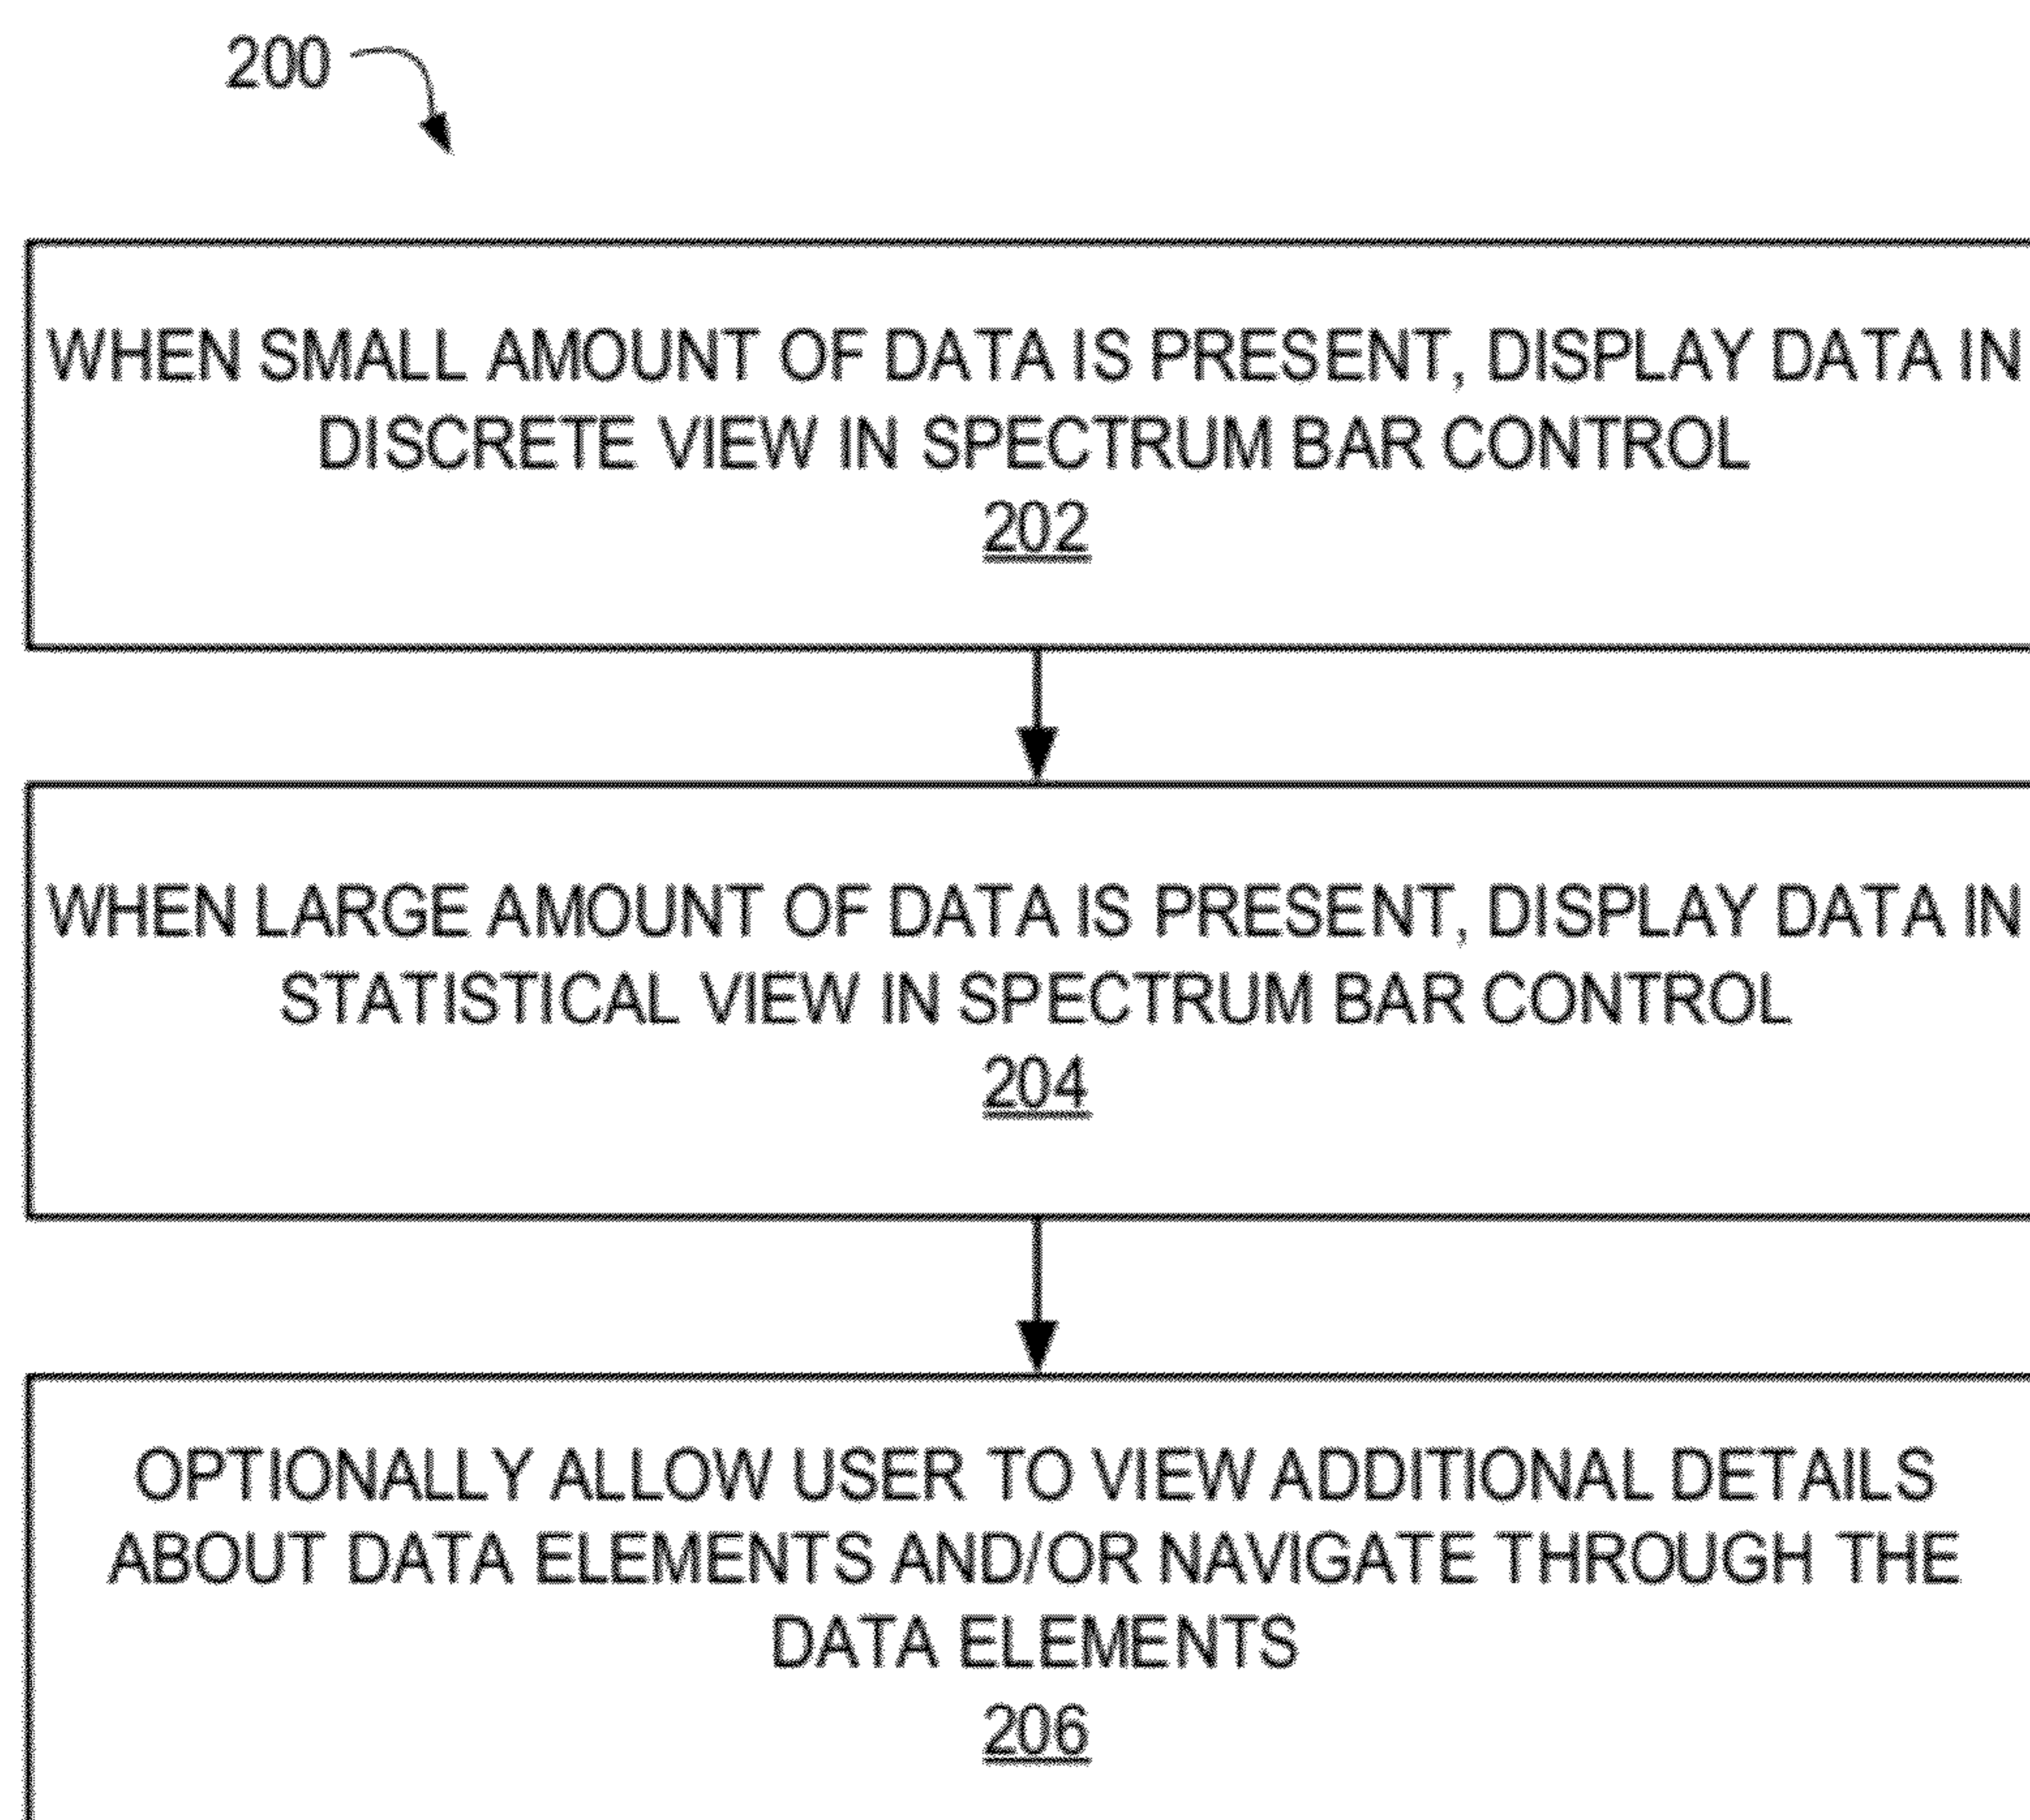 200
WHEN SMALL AMOUNT OF DATA IS PRESENT, DISPLAY DATA IN
DISCRETE VIEW IN SPECTRUM BAR CONTROL
202
WHEN LARGE AMOUNT OF DATA IS PRESENT, DISPLAY DATA IN
STATISTICAL VIEW IN SPECTRUM BAR CONTROL
204
OPTIONALLY ALLOW USER TO VIEW ADDITIONAL DETAILS
ABOUT DATA ELEMENTS AND/OR NAVIGATE THROUGH THE
DATA ELEMENTS
206